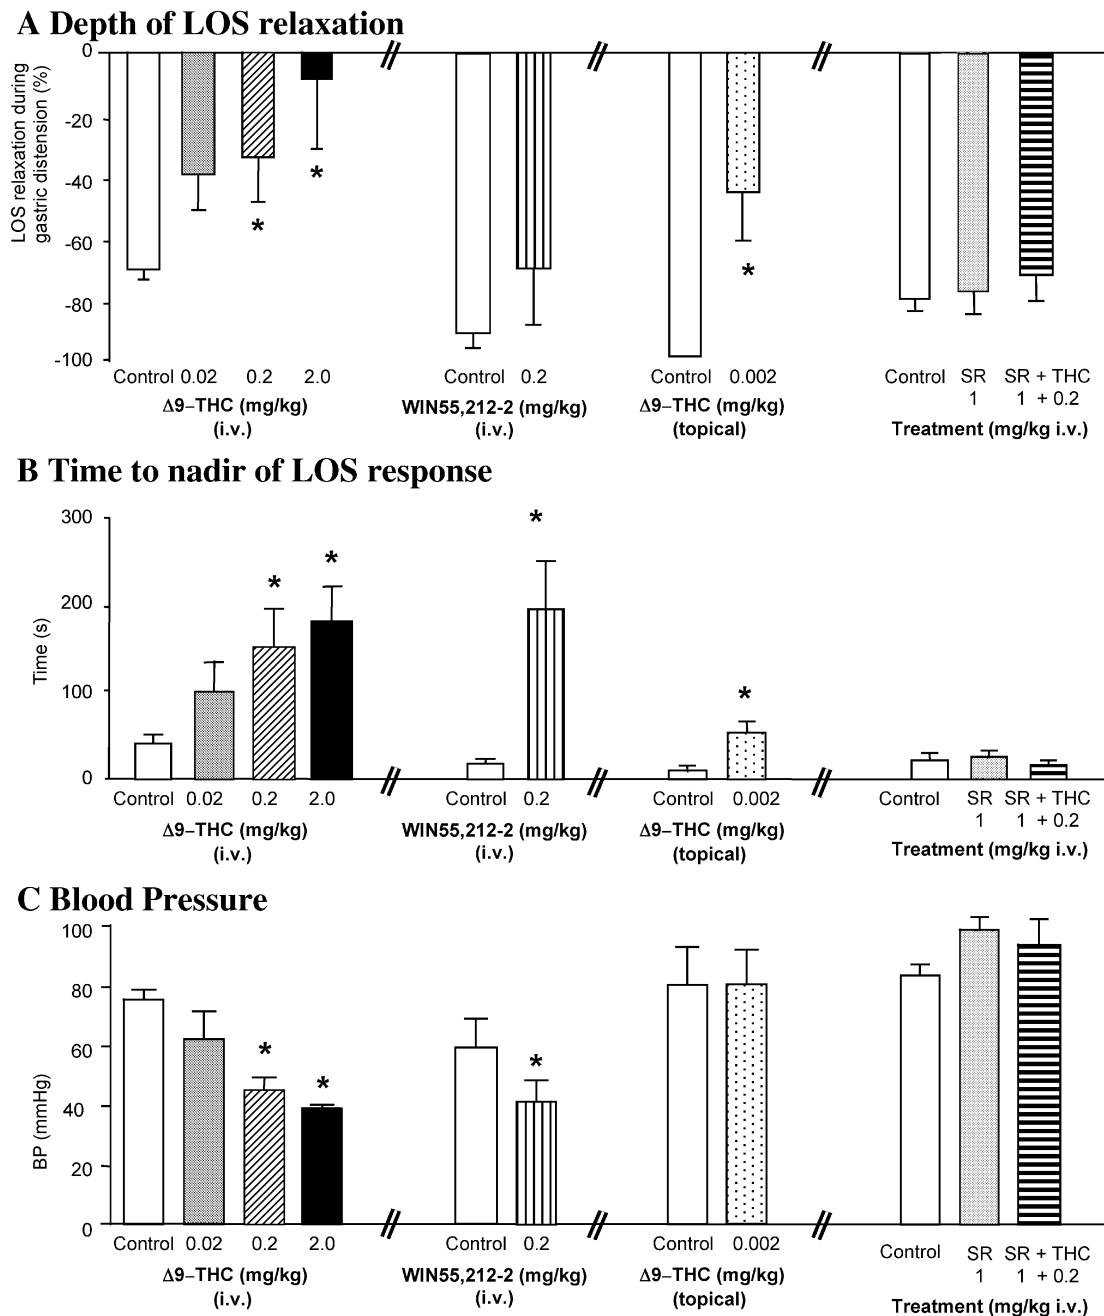 A Depth of LOS relaxation
LOS relaxation during
gastric distension (%)
0
-20
-40
-60
-80
-100
*
*
*
Control 0.02 0.2 2.0 Control 0.2 Control 0.002 Control SR SR + THC
1 1 + 0.2
Δ9–THC (mg/kg) WIN55,212-2 (mg/kg) Δ9–THC (mg/kg)
(i.v.) (i.v.) (topical) Treatment (mg/kg i.v.)
B Time to nadir of LOS response
Time (s)
300
200
100
0
*
*
*
*
Control 0.02 0.2 2.0 Control 0.2 Control 0.002 Control SR SR + THC
1 1 + 0.2
Δ9–THC (mg/kg) WIN55,212-2 (mg/kg) Δ9–THC (mg/kg)
(i.v.) (i.v.) (topical) Treatment (mg/kg i.v.)
C Blood Pressure
BP (mmHg)
100
80
60
40
20
0
*
*
*
Control 0.02 0.2 2.0 Control 0.2 Control 0.002 Control SR SR + THC
1 1 + 0.2
Δ9–THC (mg/kg) WIN55,212-2 (mg/kg) Δ9–THC (mg/kg)
(i.v.) (i.v.) (topical) Treatment (mg/kg i.v.)